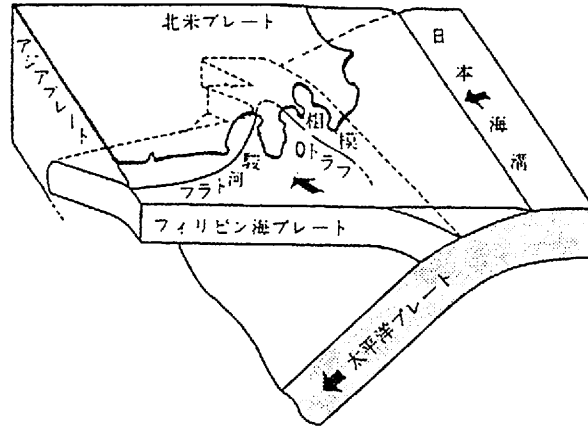 北米プレート
アジアプレート
日本海溝
相模トラフ
駿河トラフ
フィリピン海プレート
太平洋プレート